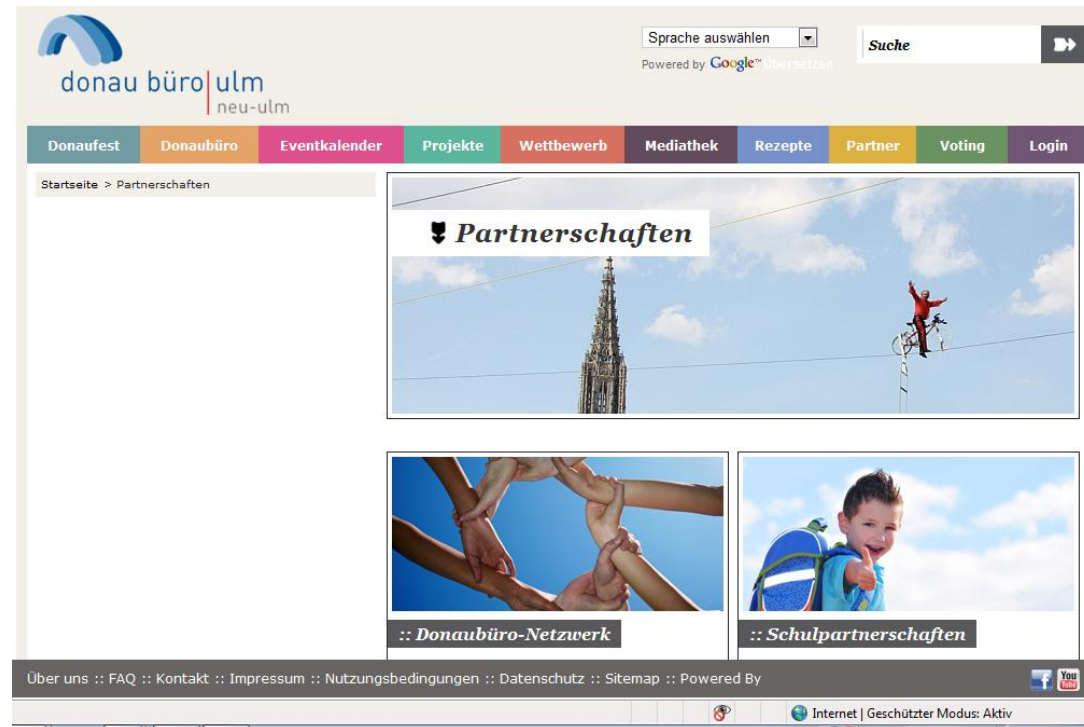 Sprache auswählen
Suche
Powered by Google™ Übersetzen
donau büro ulm
neu-ulm
Donaufest Donaubüro Eventkalender Projekte Wettbewerb Mediathek Rezepte Partner Voting Login
Startseite > Partnerschaften
Partnerschaften
:: Donaubüro-Netzwerk
:: Schulpartnerschaften
Über uns :: FAQ :: Kontakt :: Impressum :: Nutzungsbedingungen :: Datenschutz :: Sitemap :: Powered By
You Tube
Internet | Geschützter Modus: Aktiv